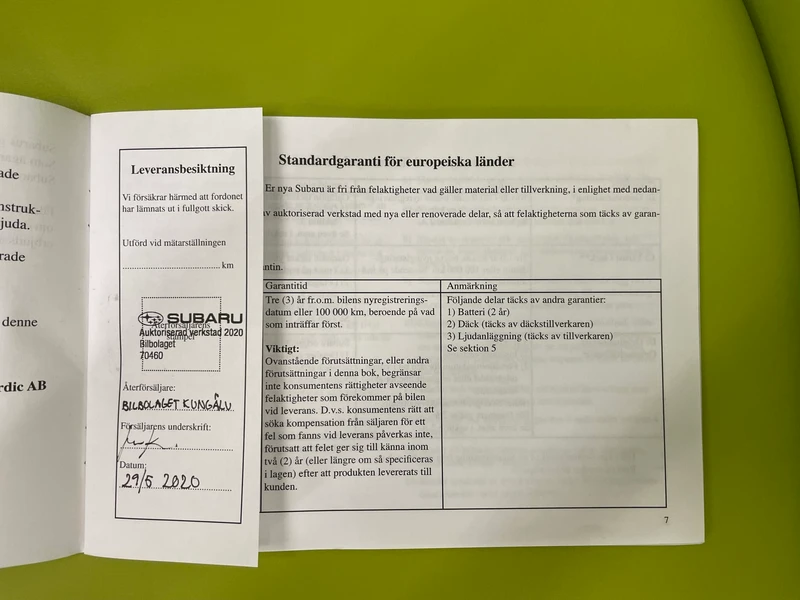 ade
nstruk-
juda.
rade
denne
rdic AB
Leveransbesiktning
Vi försäkrar härmed att fordonet
har lämnats ut i fullgott skick.
Utförd vid mätarställningen
km
SUBARU
Återförsäljarens
stämpel
Auktoriserad verkstad 2020
Bilbolaget
70460
Återförsäljare:
BILBOLAGET KUNGÄLV
Försäljarens underskrift:
Datum:
29/5 2020
Standardgaranti för europeiska länder
Er nya Subaru är fri från felaktigheter vad gäller material eller tillverkning, i enlighet med nedan-
v auktoriserad verkstad med nya eller renoverade delar, så att felaktigheterna som täcks av garan-
ntin.
Garantitid
Tre (3) år fr.o.m. bilens nyregistrerings-
datum eller 100 000 km, beroende på vad
som inträffar först.
Viktigt:
Ovanstående förutsättningar, eller andra
förutsättningar i denna bok, begränsar
inte konsumentens rättigheter avseende
felaktigheter som förekommer på bilen
vid leverans. D.v.s. konsumentens rätt att
söka kompensation från säljaren för ett
fel som fanns vid leverans påverkas inte,
förutsatt att felet ger sig till känna inom
två (2) år (eller längre om så specificeras
i lagen) efter att produkten levererats till
kunden.
Anmärkning
Följande delar täcks av andra garantier:
1) Batteri (2 år)
2) Däck (täcks av däckstillverkaren)
3) Ljudanläggning (täcks av tillverkaren)
Se sektion 5
7